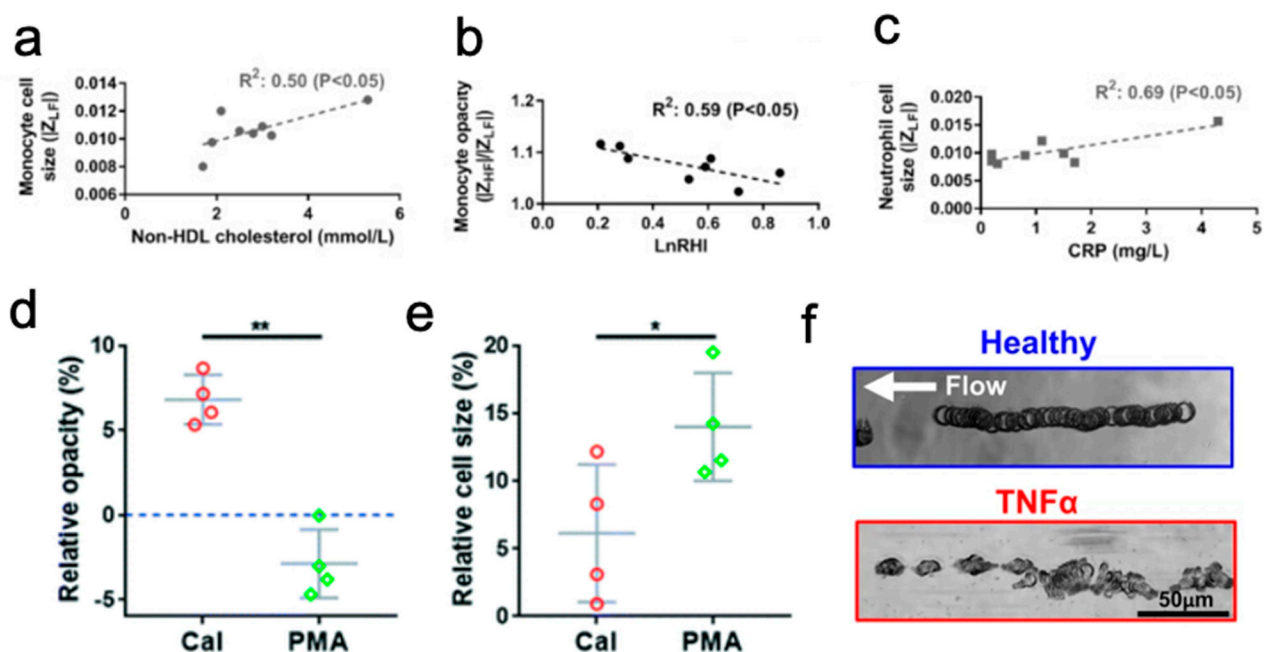 a
Monocyte cell
size (|Z_LF|)
0.014
0.012
0.010
0.008
0.006
R²: 0.50 (P<0.05)
0
2
4
6
Non-HDL cholesterol (mmol/L)
b
Monocyte opacity
(|Z_HF|/|Z_LF|)
1.2
1.1
1.0
R²: 0.59 (P<0.05)
0.0
0.2
0.4
0.6
0.8
1.0
LnRHI
c
Neutrophil cell
size (|Z_LF|)
0.020
0.015
0.010
0.005
0.000
R²: 0.69 (P<0.05)
0
1
2
3
4
5
CRP (mg/L)
d
Relative opacity (%)
10
5
0
-5
**
Cal
PMA
e
Relative cell size (%)
20
15
10
5
0
*
Cal
PMA
f
Healthy
Flow
TNFα
50μm